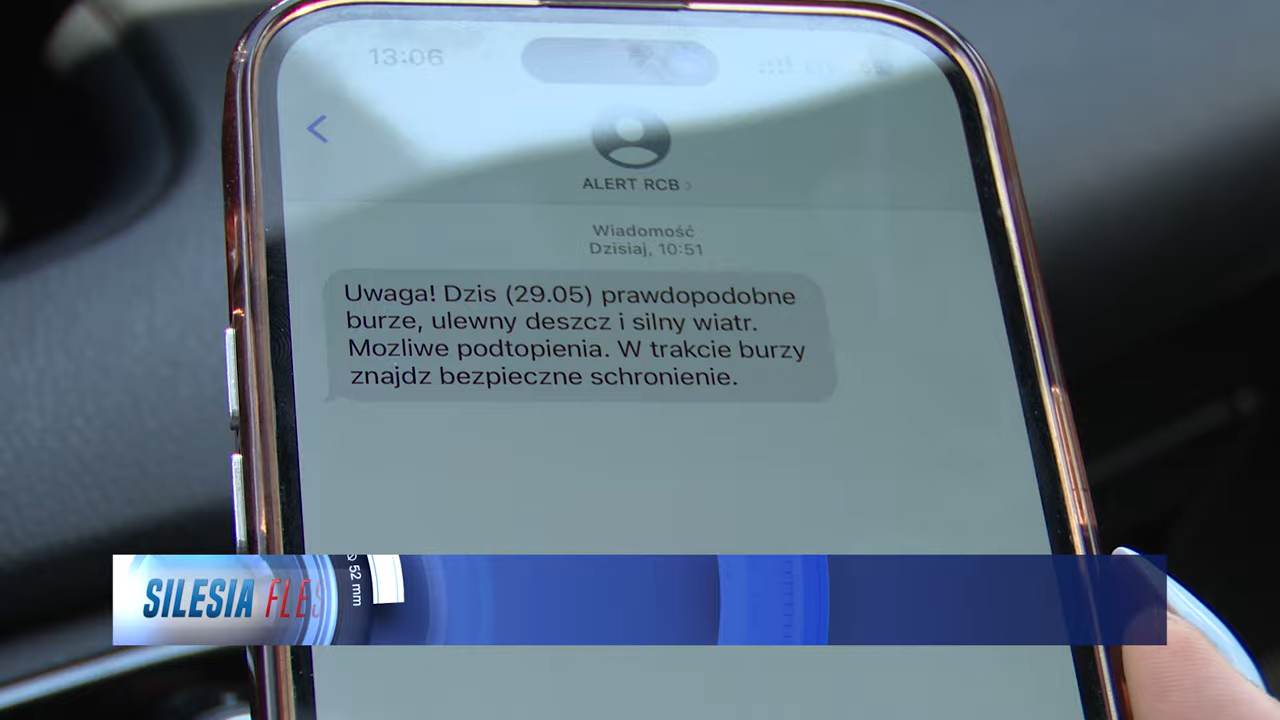 13:06
ALERT RCB
Wiadomość
Dzisiaj, 10:51
Uwaga! Dzis (29.05) prawdopodobne
burze, ulewny deszcz i silny wiatr.
Mozliwe podtopienia. W trakcie burzy
znajdz bezpieczne schronienie.
SILESIA FLES
52 mm